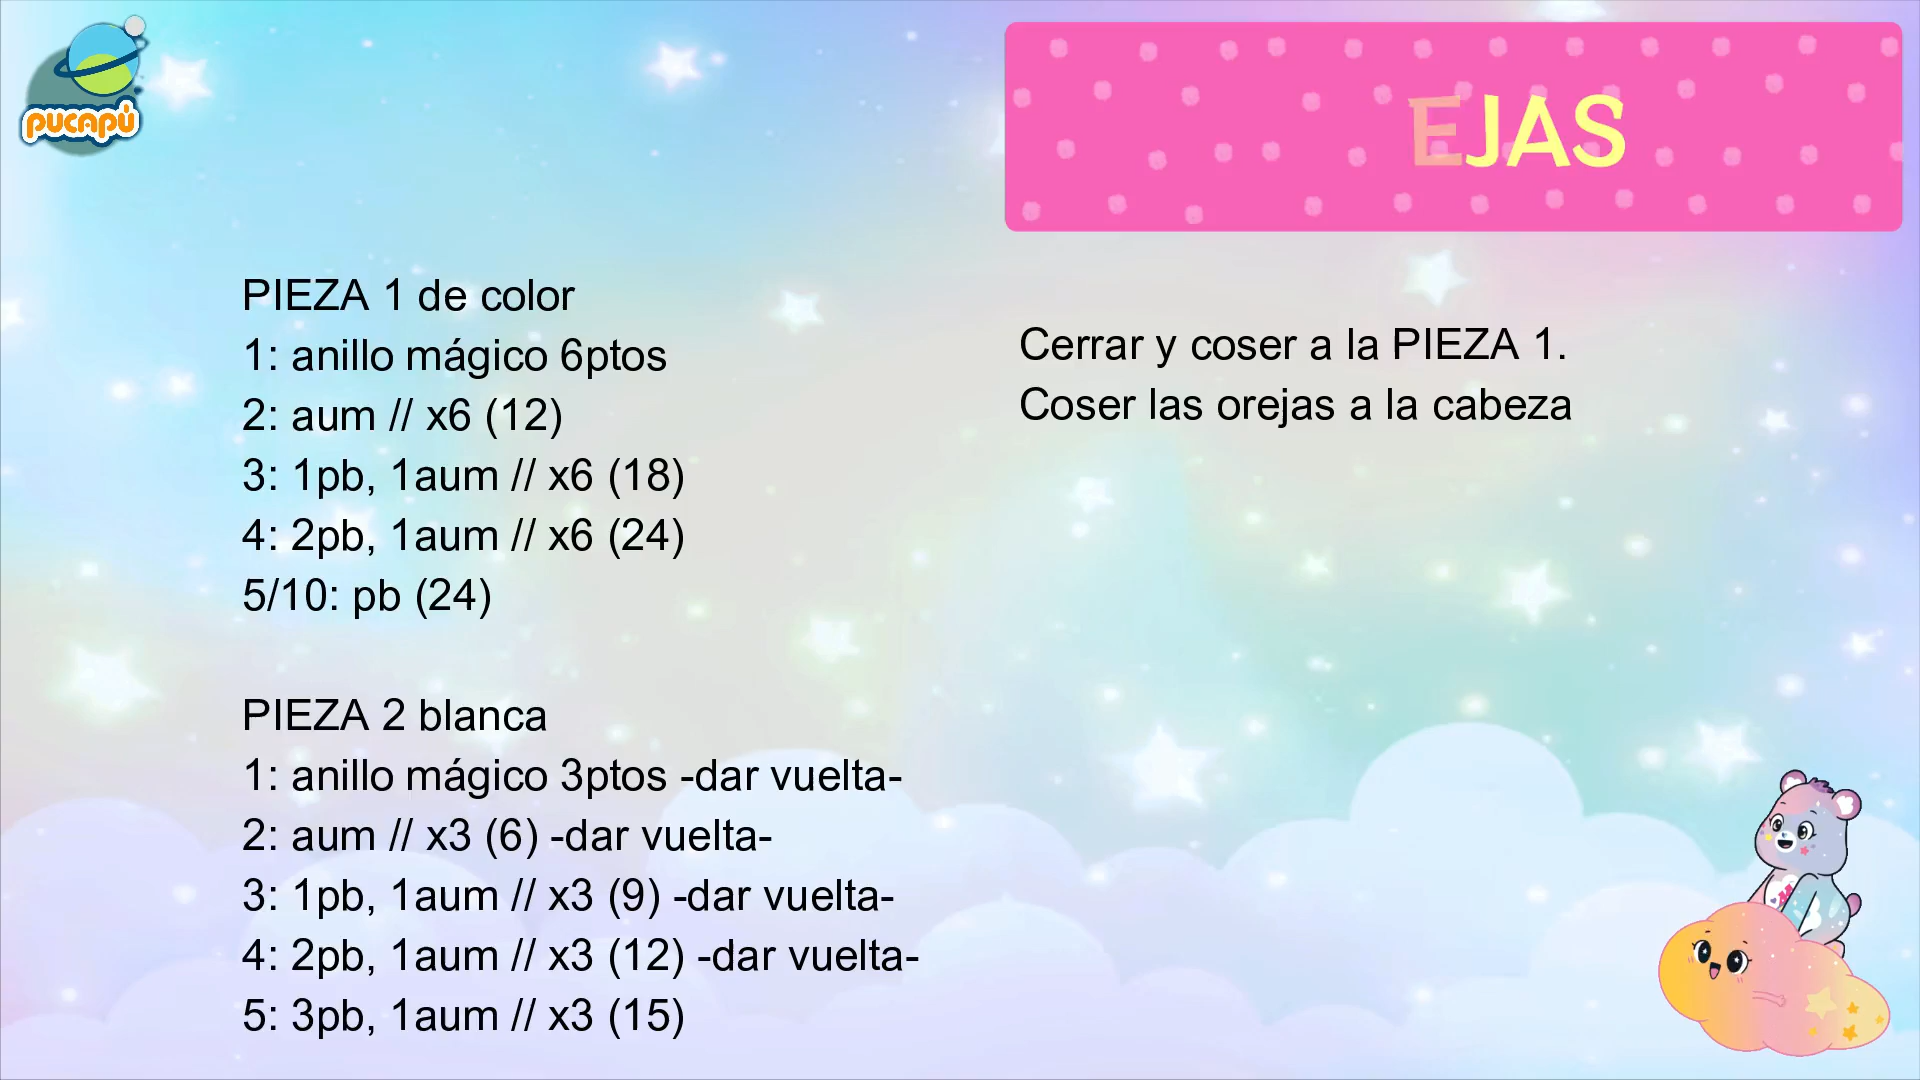 pucapú
EJAS
PIEZA 1 de color
1: anillo mágico 6ptos
2: aum // x6 (12)
3: 1pb, 1aum // x6 (18)
4: 2pb, 1aum // x6 (24)
5/10: pb (24)
PIEZA 2 blanca
1: anillo mágico 3ptos -dar vuelta-
2: aum // x3 (6) -dar vuelta-
3: 1pb, 1aum // x3 (9) -dar vuelta-
4: 2pb, 1aum // x3 (12) -dar vuelta-
5: 3pb, 1aum // x3 (15)
Cerrar y coser a la PIEZA 1.
Coser las orejas a la cabeza